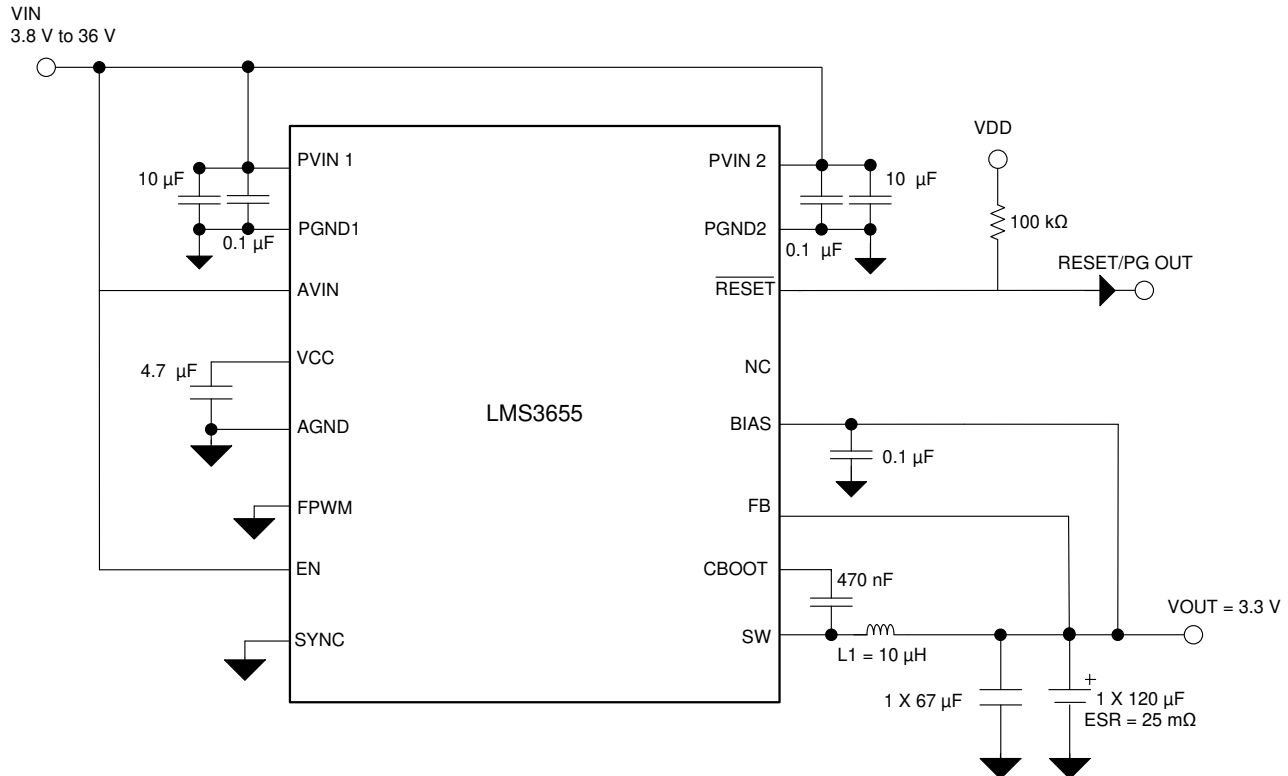 VIN
3.8 V to 36 V
VDD
PVIN 1
PVIN 2
10 µF
10 µF
100 kΩ
PGND1
PGND2
0.1 µF
0.1 µF
RESET/PG OUT
AVIN
RESET
VCC
4.7 µF
NC
LMS3655
AGND
BIAS
0.1 µF
FPWM
FB
EN
CBOOT
470 nF
VOUT = 3.3 V
SYNC
SW
L1 = 10 µH
+
1 X 67 µF
1 X 120 µF
ESR = 25 mΩ